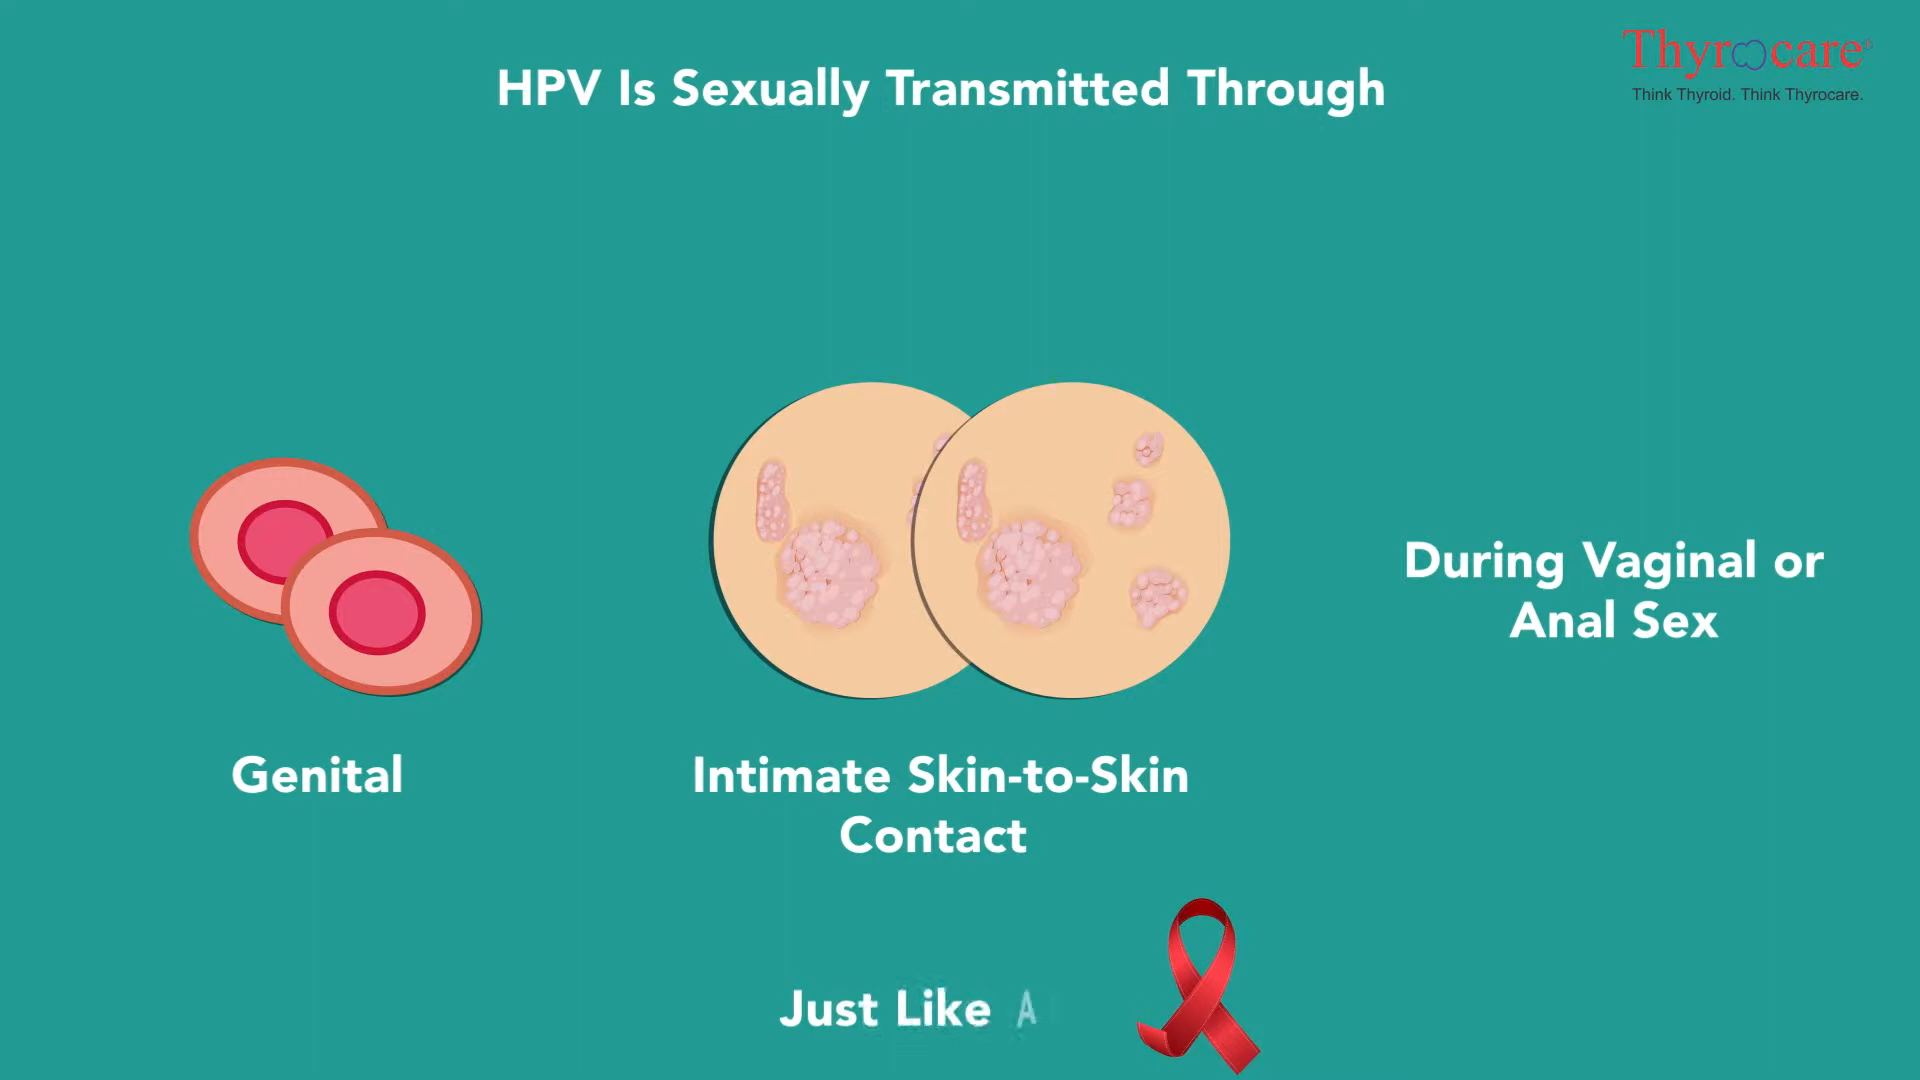 Thyrocare
Think Thyroid. Think Thyrocare.
HPV Is Sexually Transmitted Through
During Vaginal or
Anal Sex
Genital
Intimate Skin-to-Skin
Contact
Just Like A